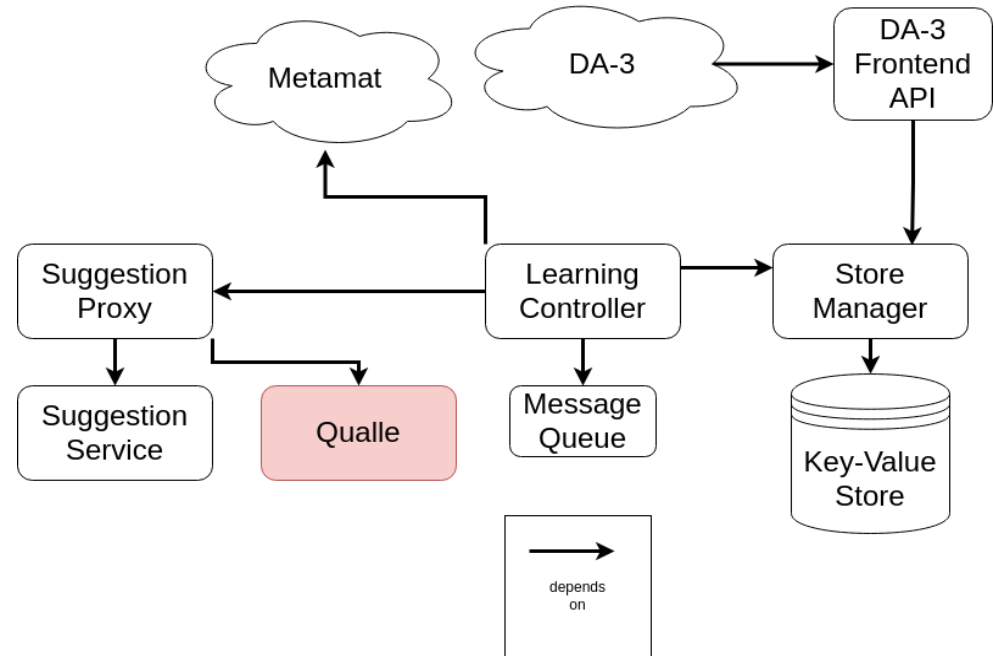 Metamat
DA-3
DA-3
Frontend
API
Suggestion
Proxy
Learning
Controller
Store
Manager
Suggestion
Service
Qualle
Message
Queue
Key-Value
Store
depends
on